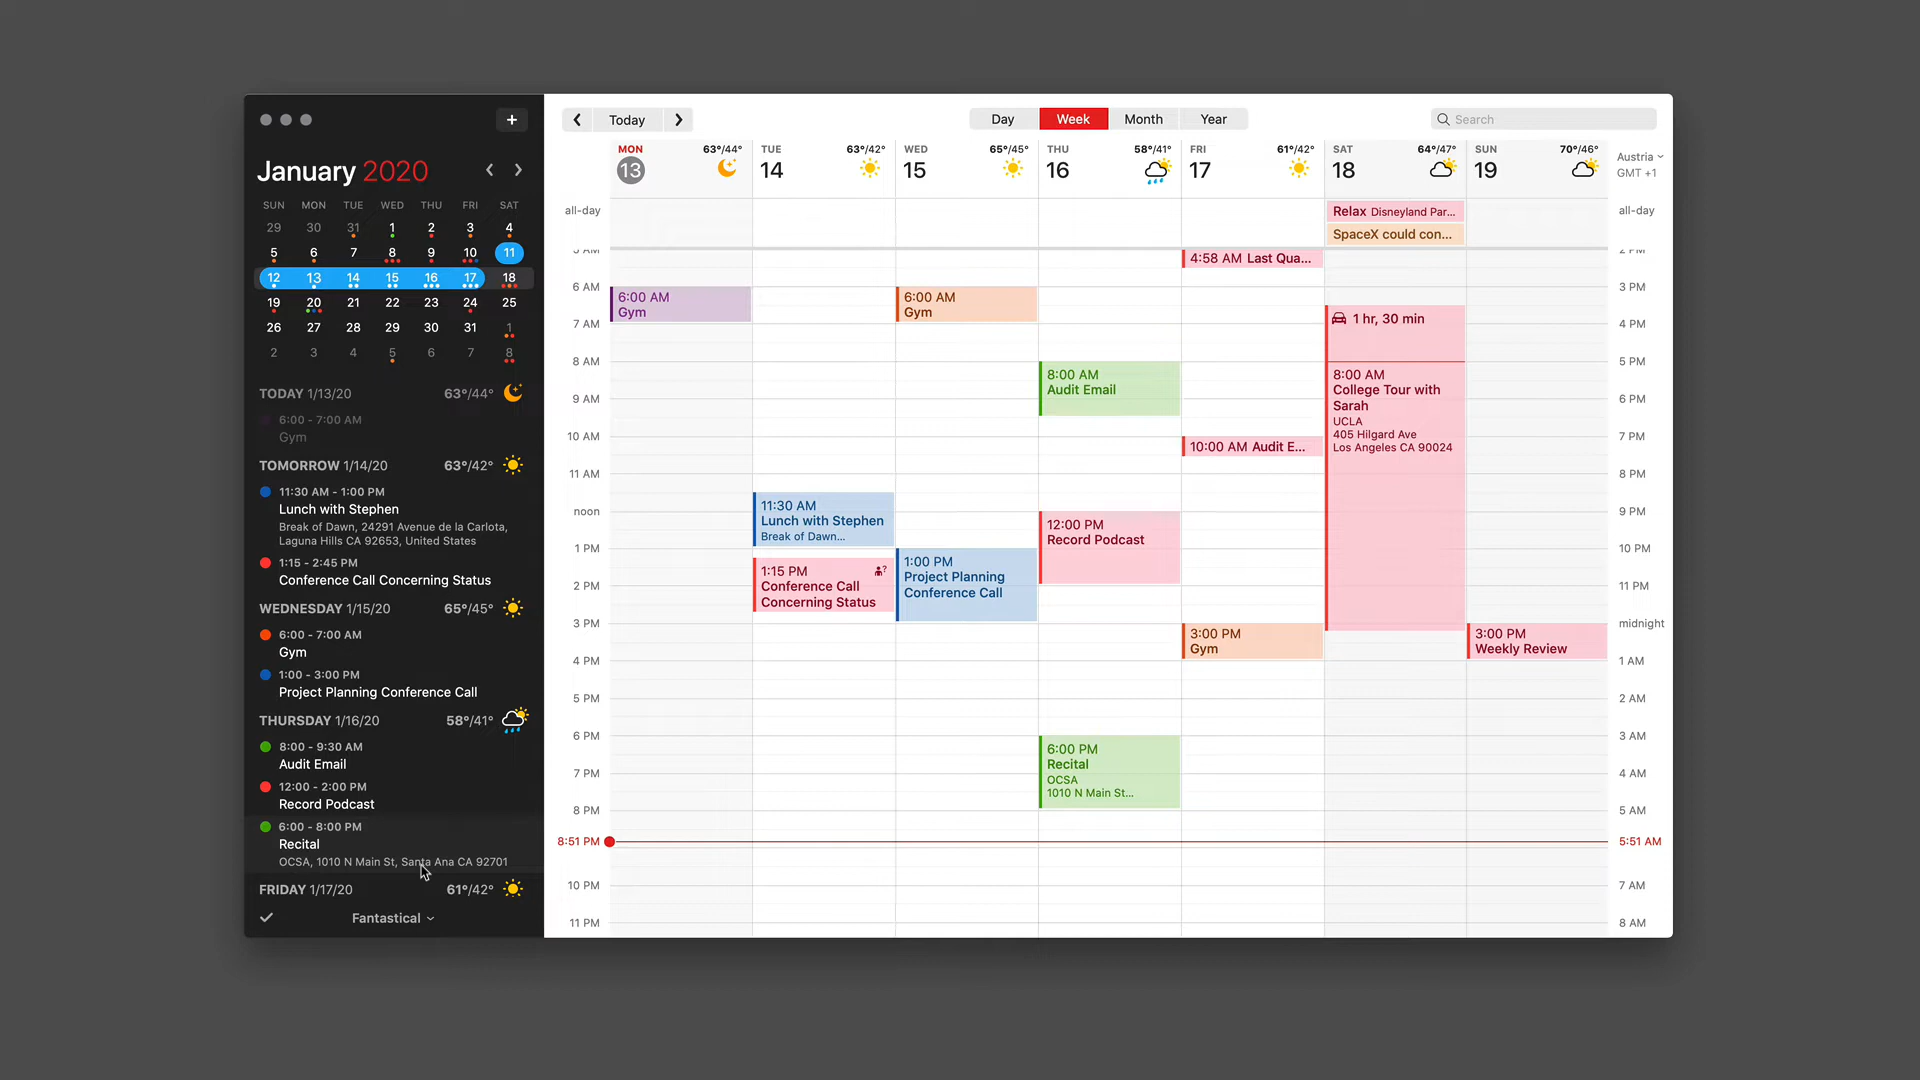 January 2020
SUN MON TUE WED THU FRI SAT
29 30 31 1 2 3 4
5 6 7 8 9 10 11
12 13 14 15 16 17 18
19 20 21 22 23 24 25
26 27 28 29 30 31 1
2 3 4 5 6 7 8
TODAY 1/13/20 63°/44°
6:00 - 7:00 AM
Gym
TOMORROW 1/14/20 63°/42°
11:30 AM - 1:00 PM
Lunch with Stephen
Break of Dawn, 24291 Avenue de la Carlota,
Laguna Hills CA 92653, United States
1:15 - 2:45 PM
Conference Call Concerning Status
WEDNESDAY 1/15/20 65°/45°
6:00 - 7:00 AM
Gym
1:00 - 3:00 PM
Project Planning Conference Call
THURSDAY 1/16/20 58°/41°
8:00 - 9:30 AM
Audit Email
12:00 - 2:00 PM
Record Podcast
6:00 - 8:00 PM
Recital
OCSA, 1010 N Main St, Santa Ana CA 92701
FRIDAY 1/17/20 61°/42°
Fantastical
Today
Day Week Month Year
Search
MON 63°/44°
13
TUE 63°/42°
14
WED 65°/45°
15
THU 58°/41°
16
FRI 61°/42°
17
SAT 64°/47°
18
SUN 70°/46°
19
Austria
GMT +1
all-day
Relax Disneyland Par...
SpaceX could con...
all-day
6 AM
7 AM
8 AM
9 AM
10 AM
11 AM
noon
1 PM
2 PM
3 PM
4 PM
5 PM
6 PM
7 PM
8 PM
8:51 PM
10 PM
11 PM
6:00 AM
Gym
11:30 AM
Lunch with Stephen
Break of Dawn...
1:15 PM
Conference Call
Concerning Status
6:00 AM
Gym
1:00 PM
Project Planning
Conference Call
8:00 AM
Audit Email
12:00 PM
Record Podcast
6:00 PM
Recital
OCSA
1010 N Main St...
4:58 AM Last Qua...
10:00 AM Audit E...
3:00 PM
Gym
1 hr, 30 min
8:00 AM
College Tour with
Sarah
UCLA
405 Hilgard Ave
Los Angeles CA 90024
3:00 PM
Weekly Review
3 PM
4 PM
5 PM
6 PM
7 PM
8 PM
9 PM
10 PM
11 PM
midnight
1 AM
2 AM
3 AM
4 AM
5 AM
5:51 AM
7 AM
8 AM